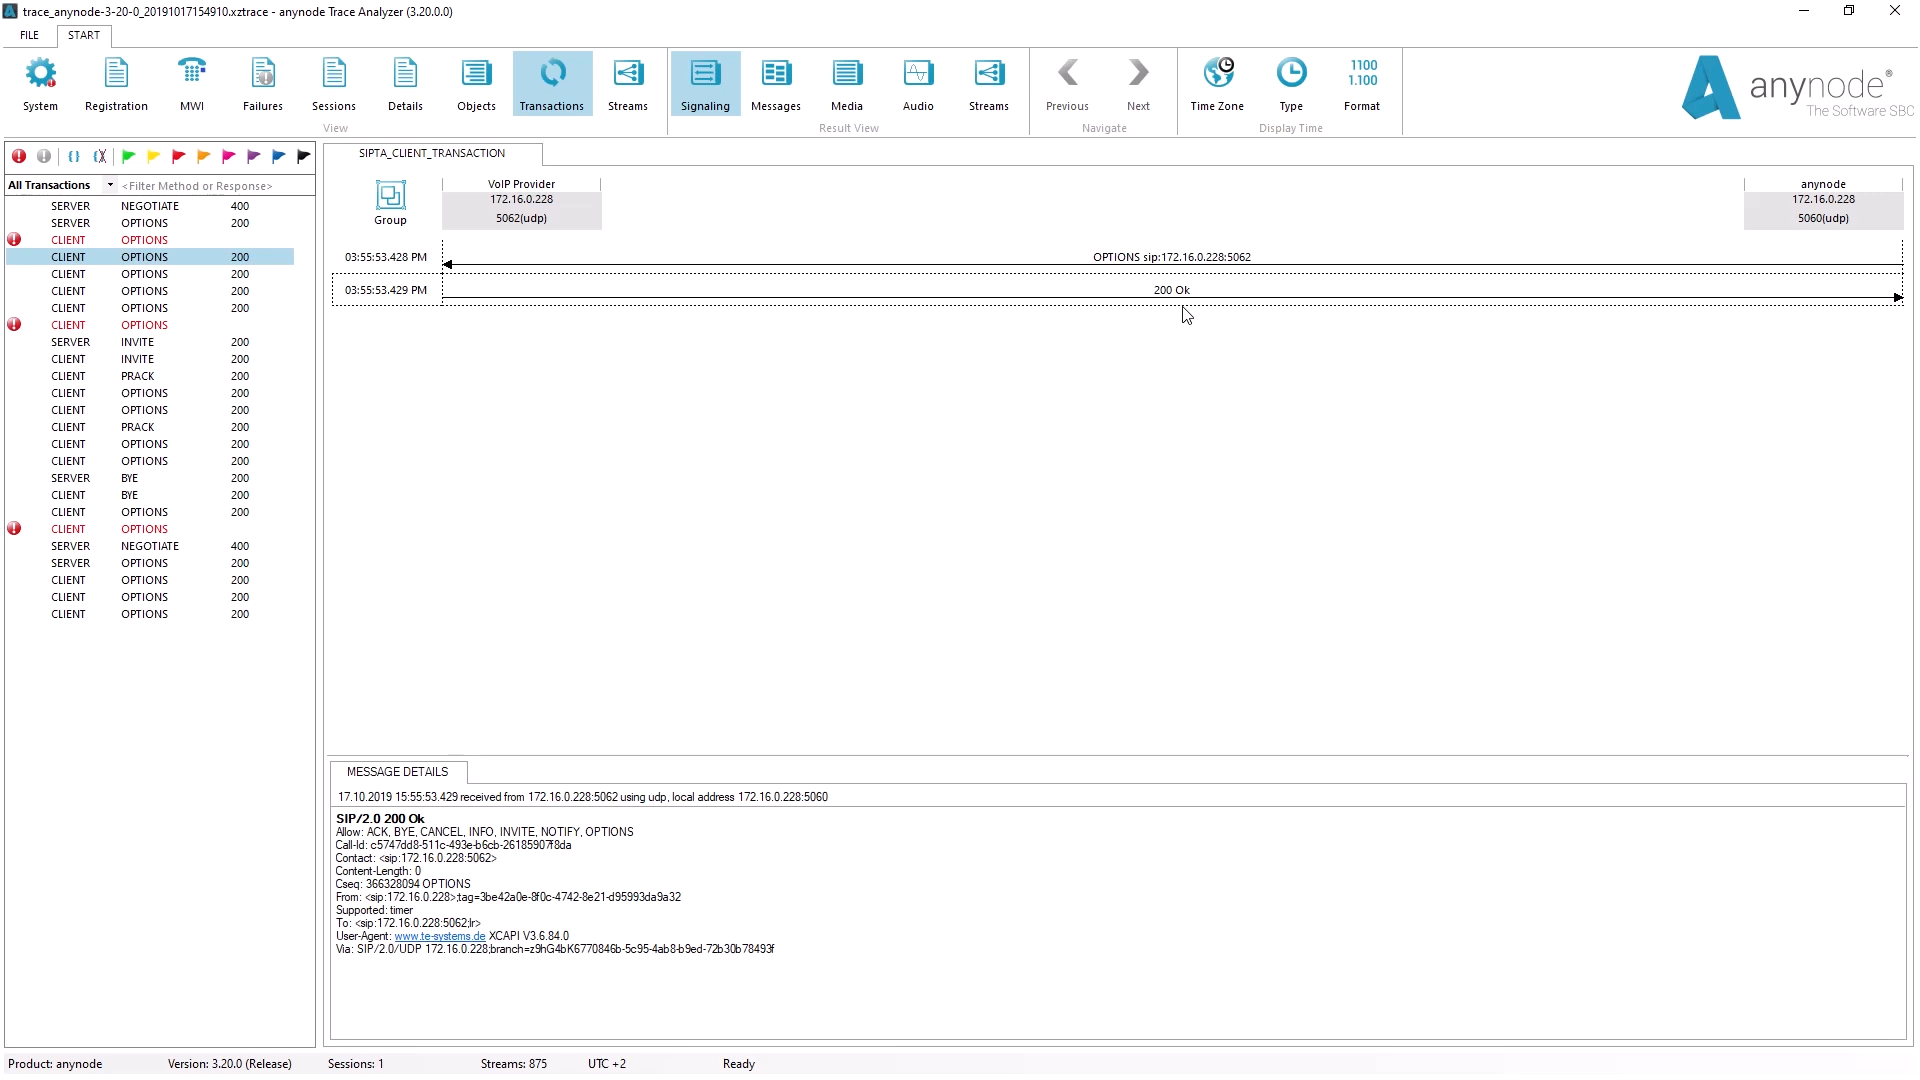 trace_anynode-3-20-0_20191017154910.xztrace - anynode Trace Analyzer (3.20.0.0)
FILE START
System Registration MWI Failures Sessions Details Objects Transactions Streams Signaling Messages Media Audio Streams Previous Next Time Zone Type Format
1100
1.100
View Result View Navigate Display Time
anynode®
The Software SBC
All Transactions <Filter Method or Response>
SERVER NEGOTIATE 400
SERVER OPTIONS 200
CLIENT OPTIONS
CLIENT OPTIONS 200
CLIENT OPTIONS 200
CLIENT OPTIONS 200
CLIENT OPTIONS 200
CLIENT OPTIONS
SERVER INVITE 200
CLIENT INVITE 200
CLIENT PRACK 200
CLIENT OPTIONS 200
CLIENT OPTIONS 200
CLIENT PRACK 200
CLIENT OPTIONS 200
CLIENT OPTIONS 200
SERVER BYE 200
CLIENT BYE 200
CLIENT OPTIONS 200
CLIENT OPTIONS
SERVER NEGOTIATE 400
SERVER OPTIONS 200
CLIENT OPTIONS 200
CLIENT OPTIONS 200
CLIENT OPTIONS 200
SIPTA_CLIENT_TRANSACTION
Group
VoIP Provider
172.16.0.228
5062(udp)
anynode
172.16.0.228
5060(udp)
03:55:53.428 PM OPTIONS sip:172.16.0.228:5062
03:55:53.429 PM 200 Ok
MESSAGE DETAILS
17.10.2019 15:55:53.429 received from 172.16.0.228:5062 using udp, local address 172.16.0.228:5060
SIP/2.0 200 Ok
Allow: ACK, BYE, CANCEL, INFO, INVITE, NOTIFY, OPTIONS
Call-Id: c5747dd8-511c-493e-b6cb-26185907f8da
Contact: <sip:172.16.0.228:5062>
Content-Length: 0
Cseq: 366328094 OPTIONS
From: <sip:172.16.0.228>;tag=3be42a0e-8f0c-4742-8e21-d95993da9a32
Supported: timer
To: <sip:172.16.0.228:5062;lr>
User-Agent: www.te-systems.de XCAPI V3.6.84.0
Via: SIP/2.0/UDP 172.16.0.228;branch=z9hG4bK6770846b-5c95-4ab8-b9ed-72b30b78493f
Product: anynode Version: 3.20.0 (Release) Sessions: 1 Streams: 875 UTC +2 Ready